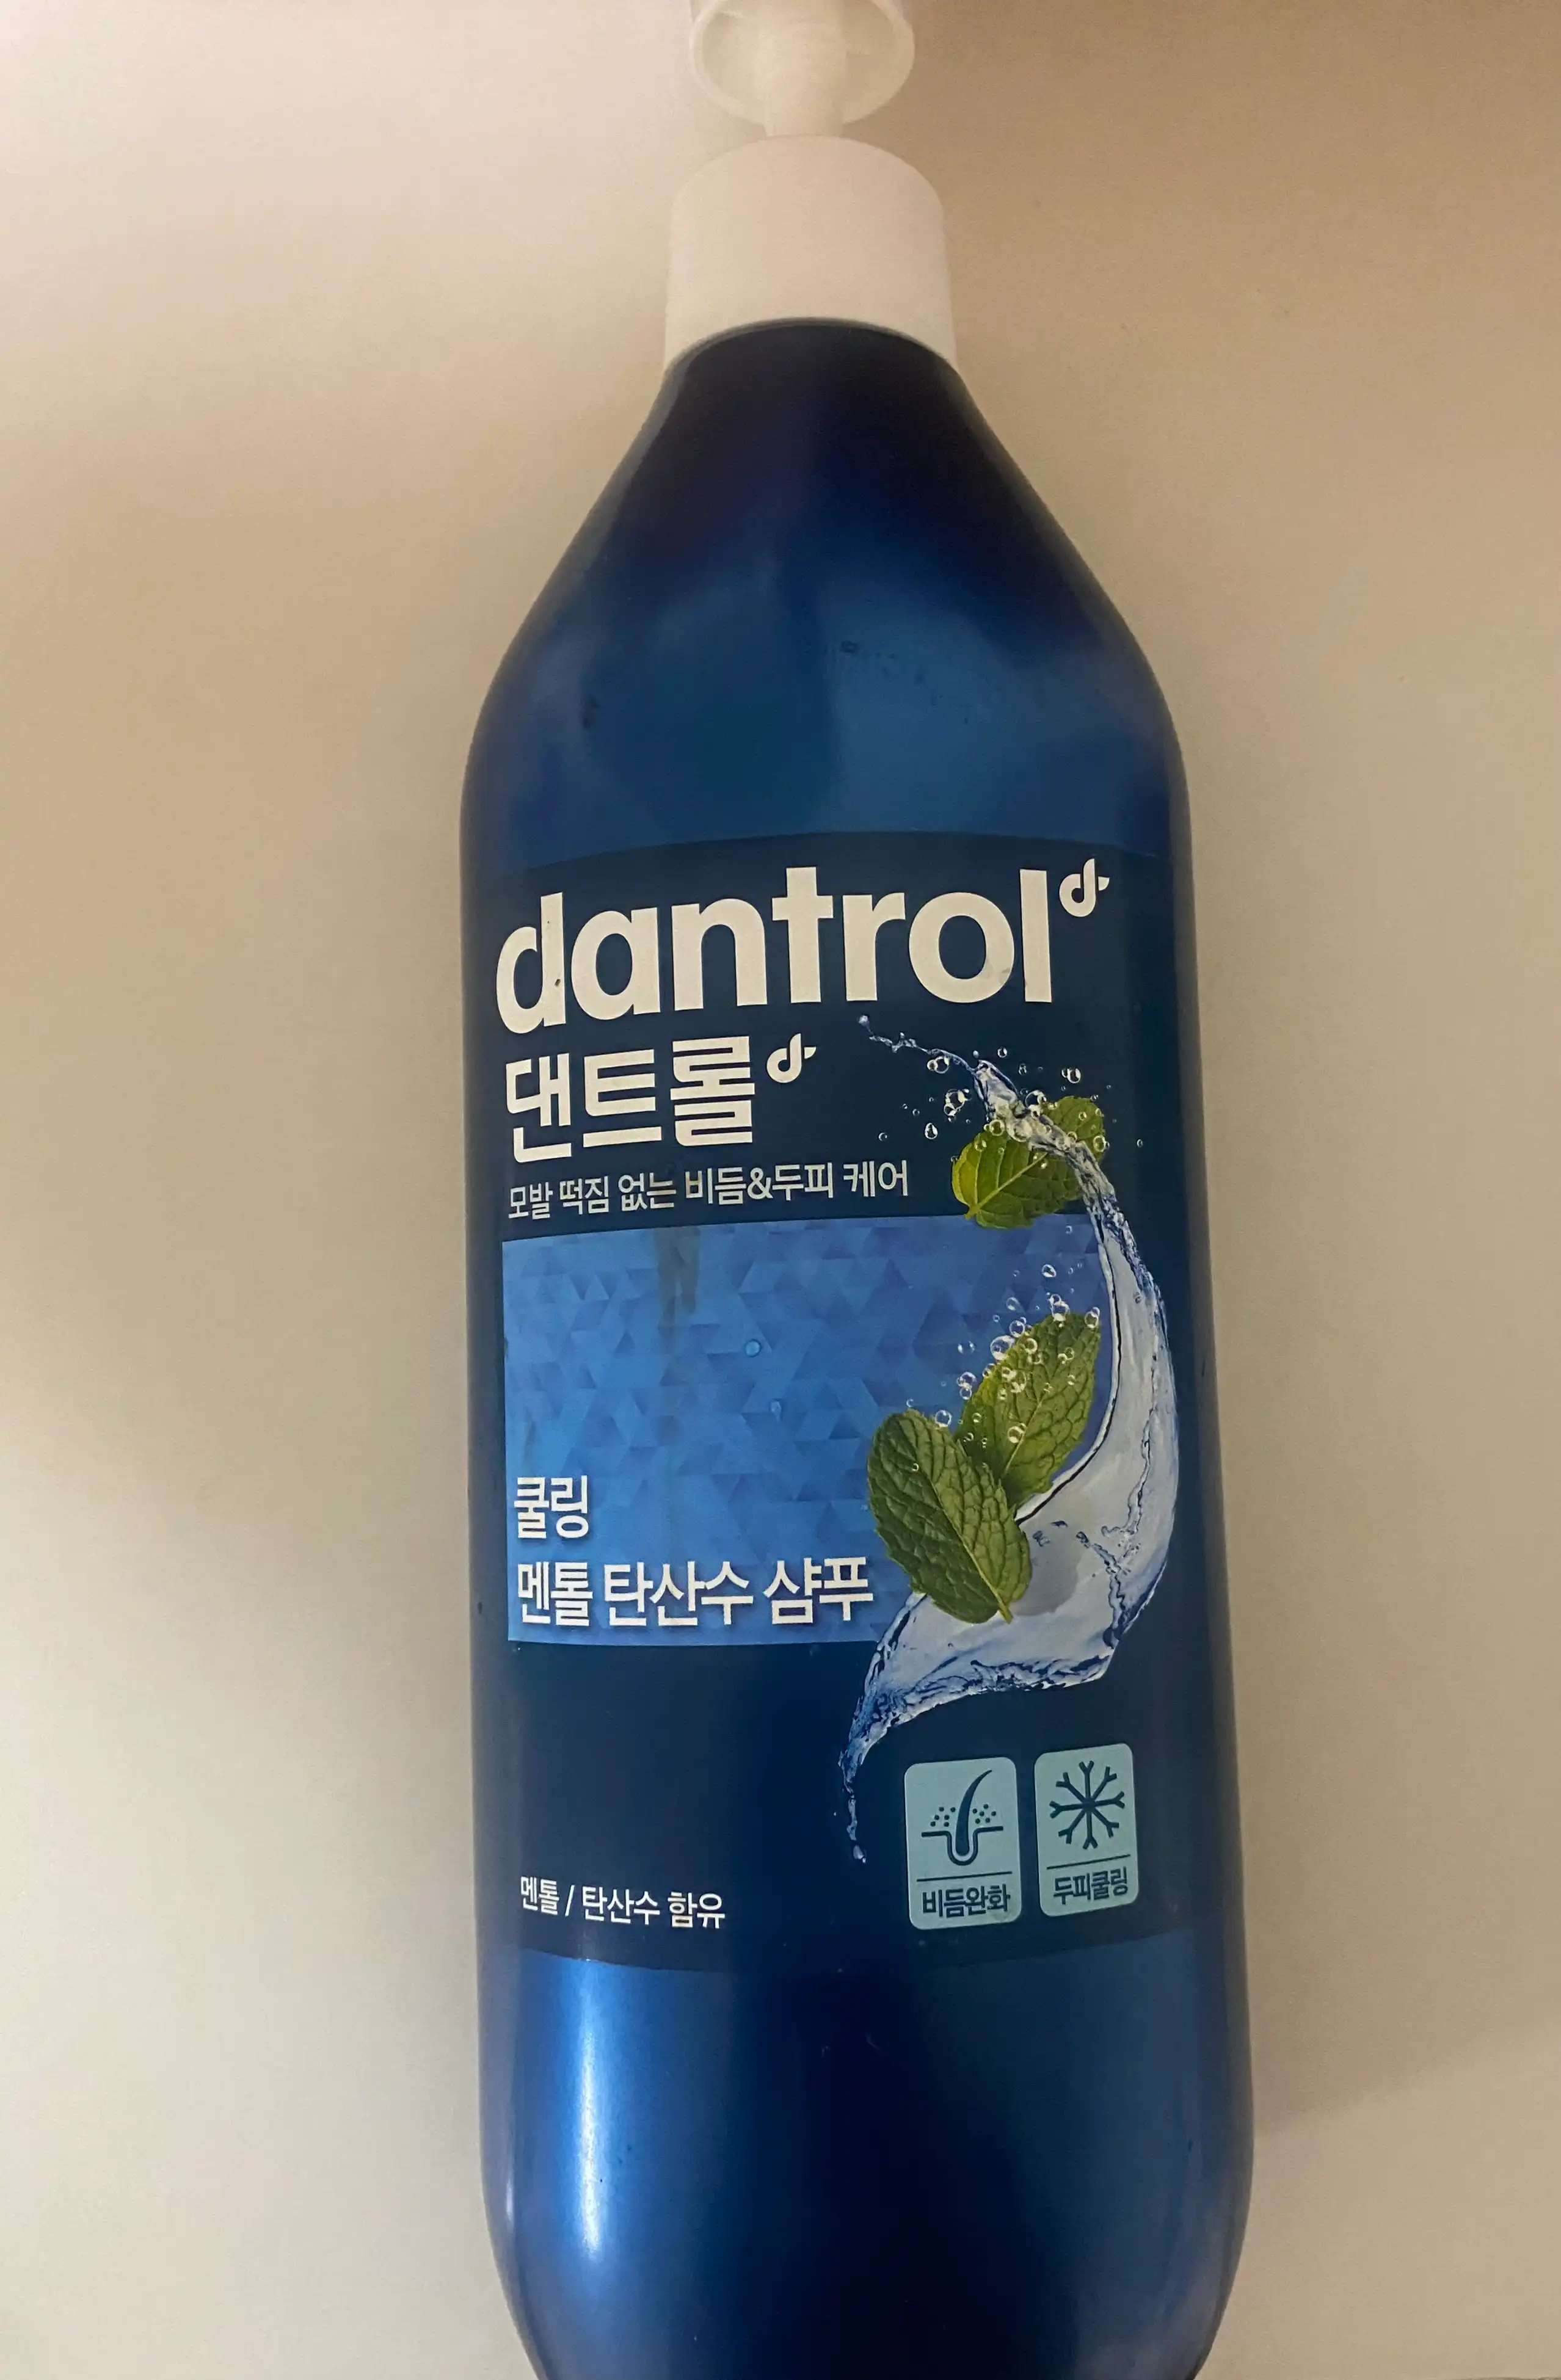 dantrol
댄트롤
모발 떡짐 없는 비듬&두피 케어
쿨링
멘톨 탄산수 샴푸
비듬완화
두피쿨링
멘톨 / 탄산수 함유